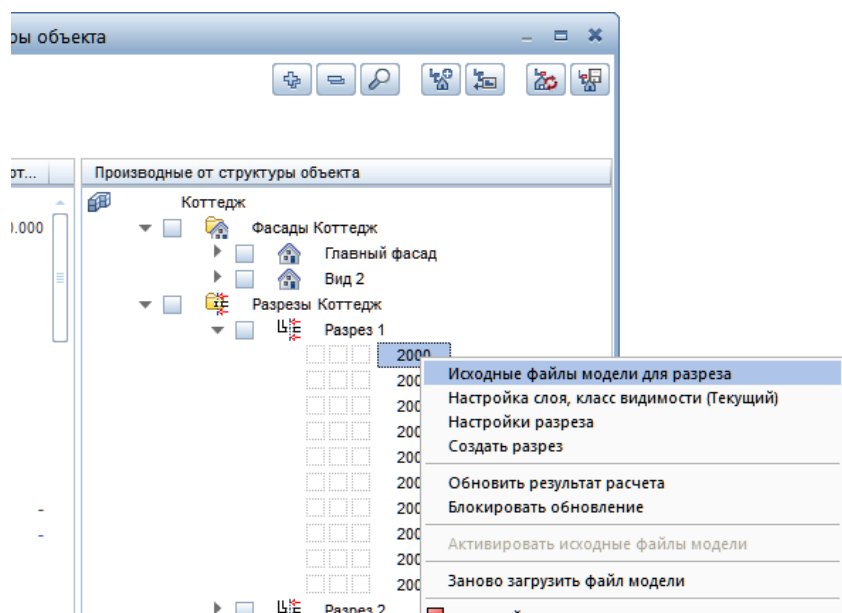 ры объекта
от...
Производные от структуры объекта
Коттедж
0.000
Фасады Коттедж
Главный фасад
Вид 2
Разрезы Коттедж
Разрез 1
2000
200
200
200
200
200
200
200
200
200
Исходные файлы модели для разреза
Настройка слоя, класс видимости (Текущий)
Настройки разреза
Создать разрез
Обновить результат расчета
Блокировать обновление
Активировать исходные файлы модели
Заново загрузить файл модели
-
-
Разрез 2